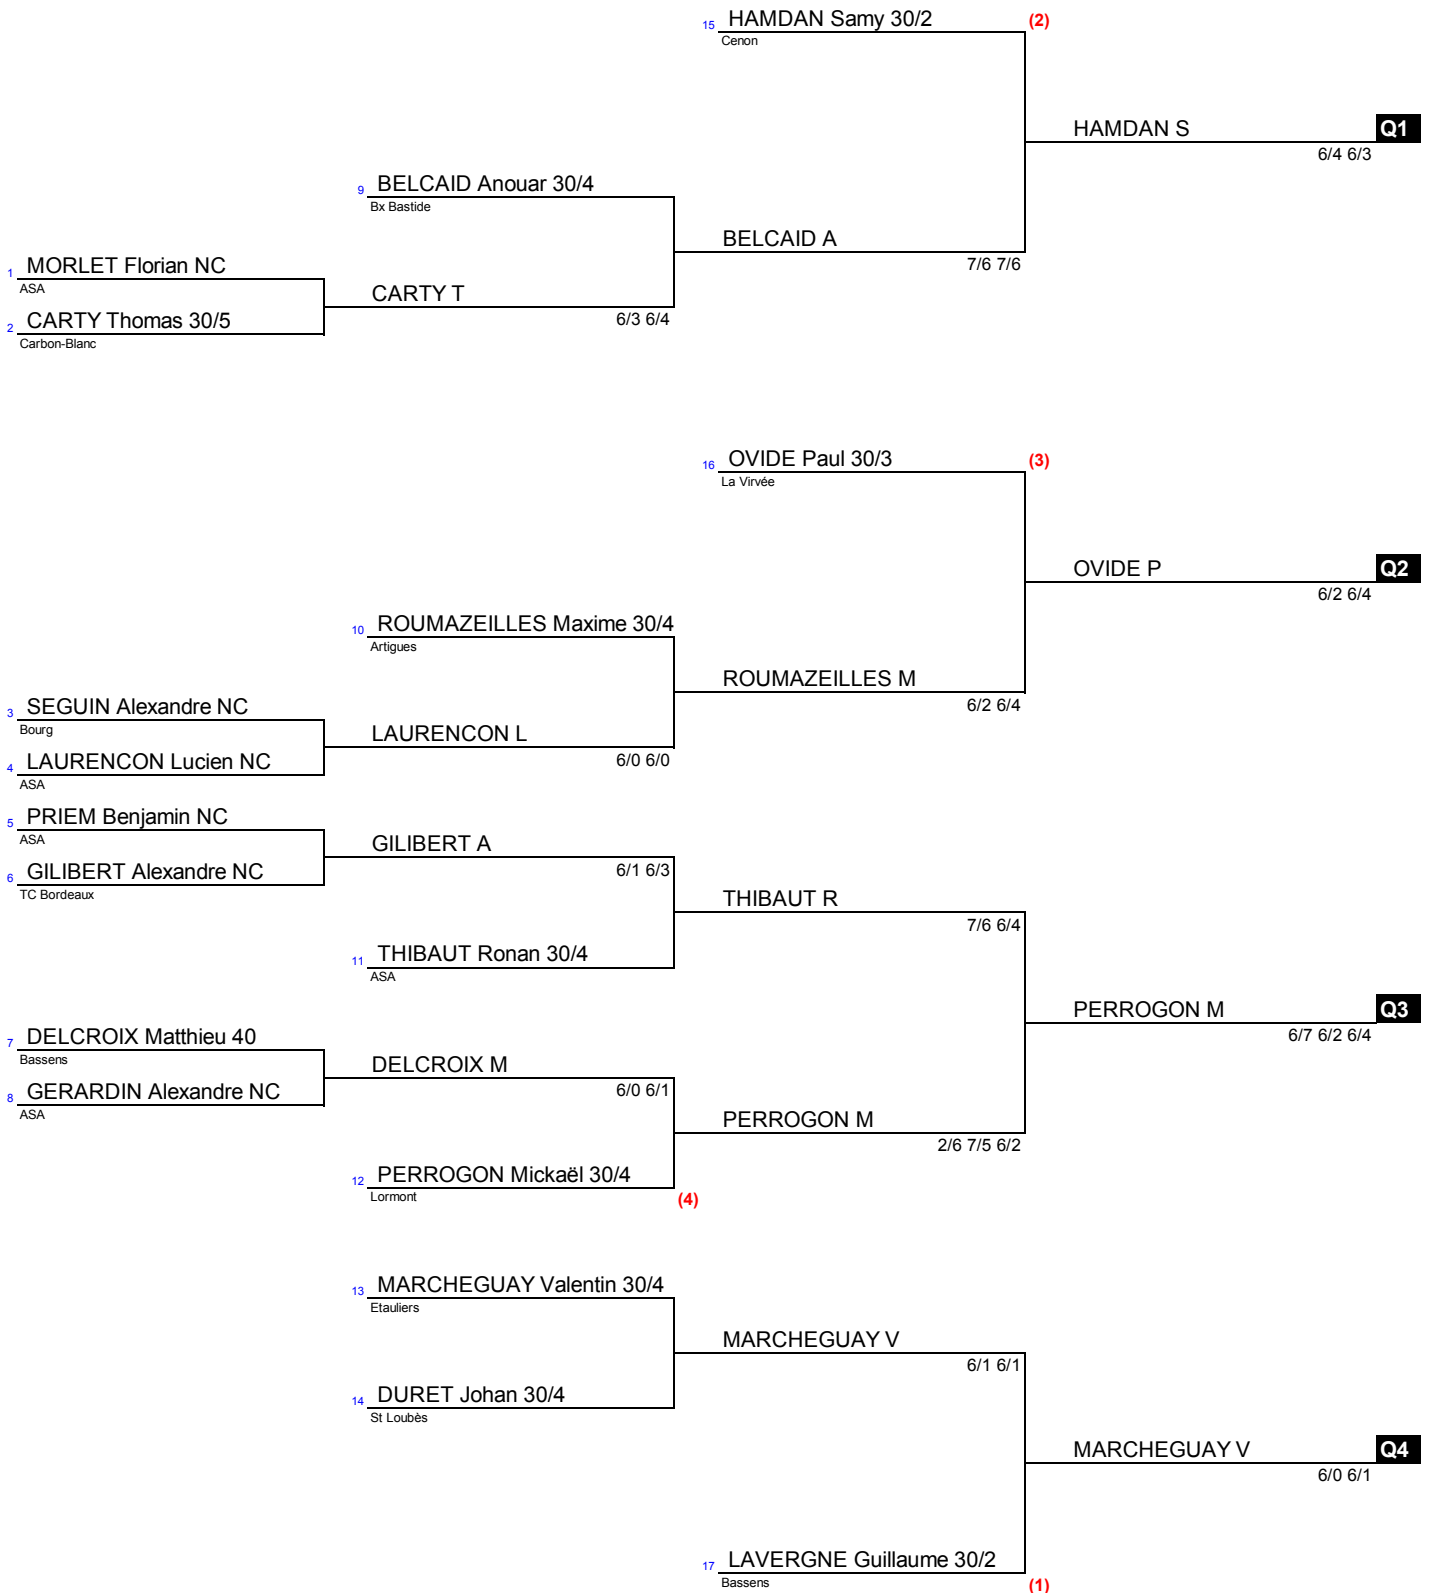 15 HAMDAN Samy 30/2 (2)
Cenon
HAMDAN S Q1
6/4 6/3
9 BELCAID Anouar 30/4
Bx Bastide
BELCAID A
7/6 7/6
1 MORLET Florian NC
ASA
CARTY T
6/3 6/4
2 CARTY Thomas 30/5
Carbon-Blanc
16 OVIDE Paul 30/3 (3)
La Virvée
OVIDE P Q2
6/2 6/4
10 ROUMAZEILLES Maxime 30/4
Artigues
ROUMAZEILLES M
6/2 6/4
3 SEGUIN Alexandre NC
Bourg
LAURENCON L
6/0 6/0
4 LAURENCON Lucien NC
ASA
5 PRIEM Benjamin NC
ASA
GILIBERT A
6/1 6/3
6 GILIBERT Alexandre NC
TC Bordeaux
THIBAUT R
7/6 6/4
11 THIBAUT Ronan 30/4
ASA
PERROGON M Q3
6/7 6/2 6/4
7 DELCROIX Matthieu 40
Bassens
DELCROIX M
6/0 6/1
8 GERARDIN Alexandre NC
ASA
PERROGON M
2/6 7/5 6/2
12 PERROGON Mickaël 30/4
Lormont (4)
13 MARCHEGUAY Valentin 30/4
Etauliers
MARCHEGUAY V
6/1 6/1
14 DURET Johan 30/4
St Loubès
MARCHEGUAY V Q4
6/0 6/1
17 LAVERGNE Guillaume 30/2
Bassens (1)